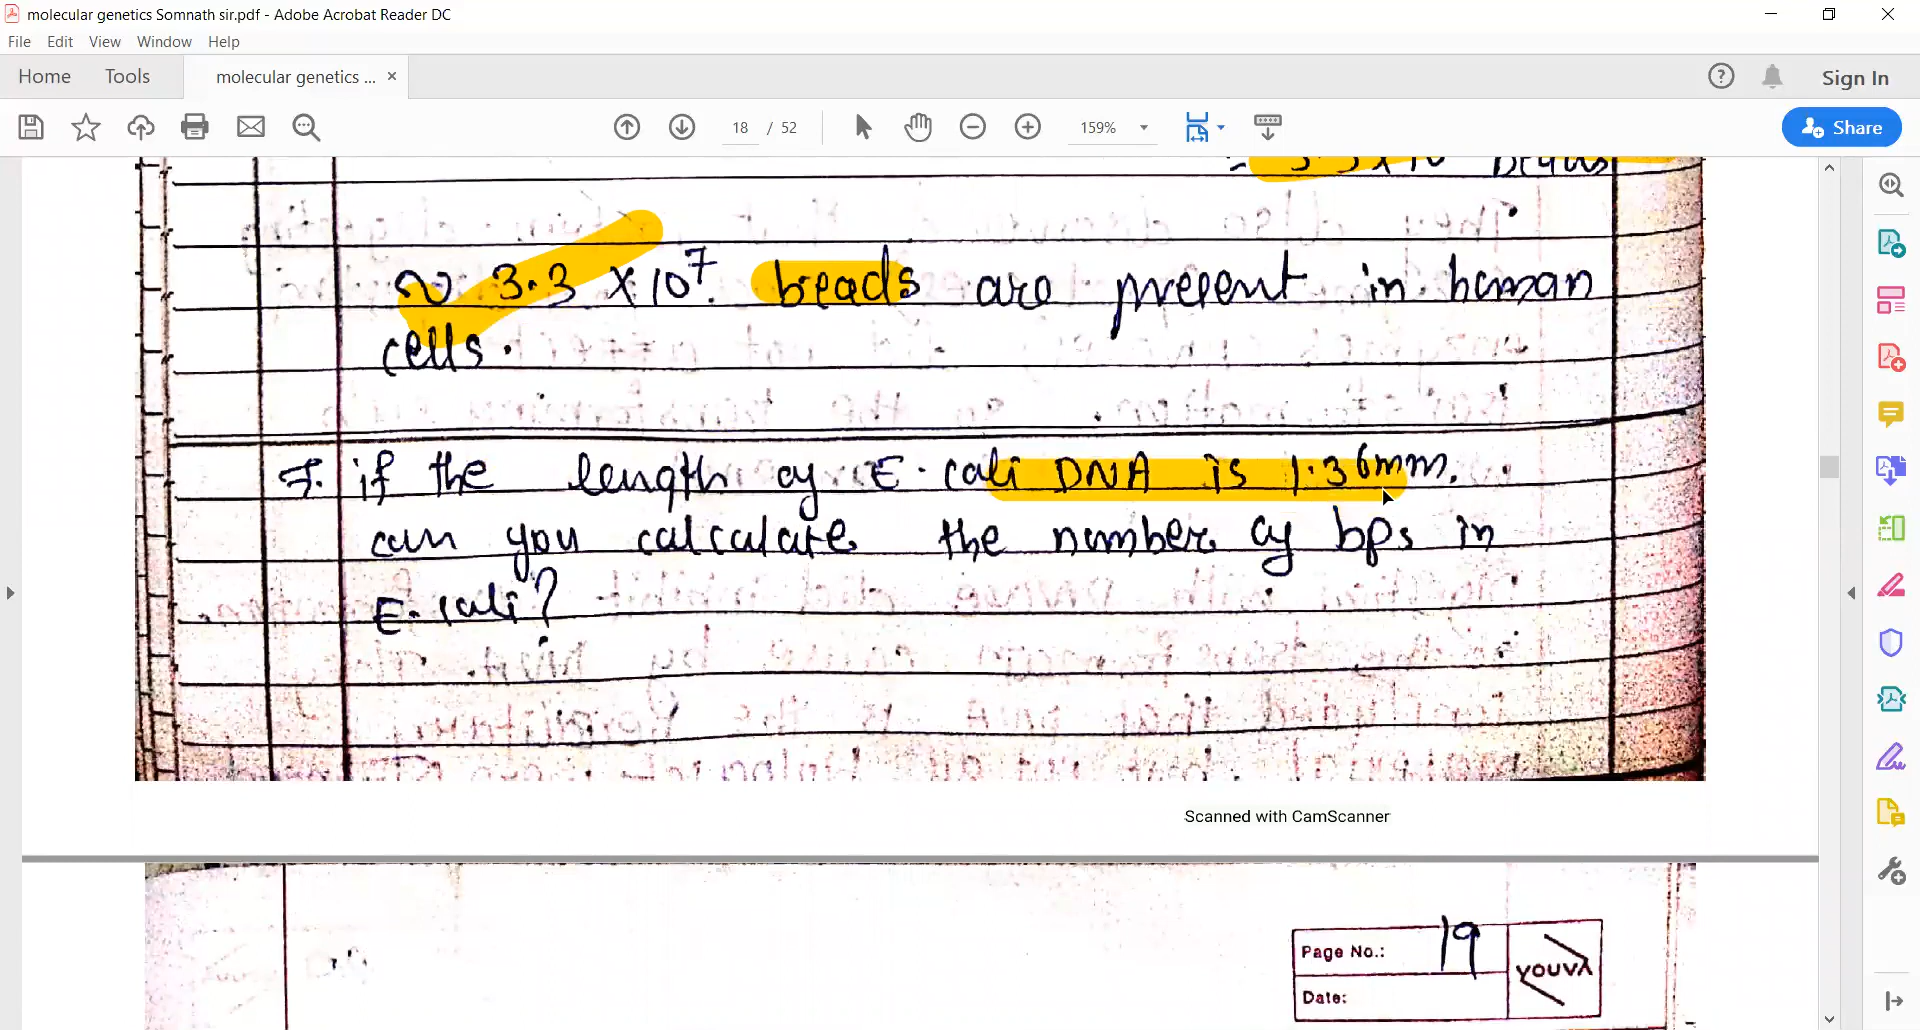 molecular genetics Somnath sir.pdf - Adobe Acrobat Reader DC
File Edit View Window Help
Home Tools molecular genetics ... × Sign In
18 / 52 159% Share
~ 3.3 × 10⁷ beads are present in human
cells.
if the length of E. coli DNA is 1.36mm.
can you calculate the number of bps in
E. coli?
Scanned with CamScanner
Page No.: 19
YOUVA
Date: